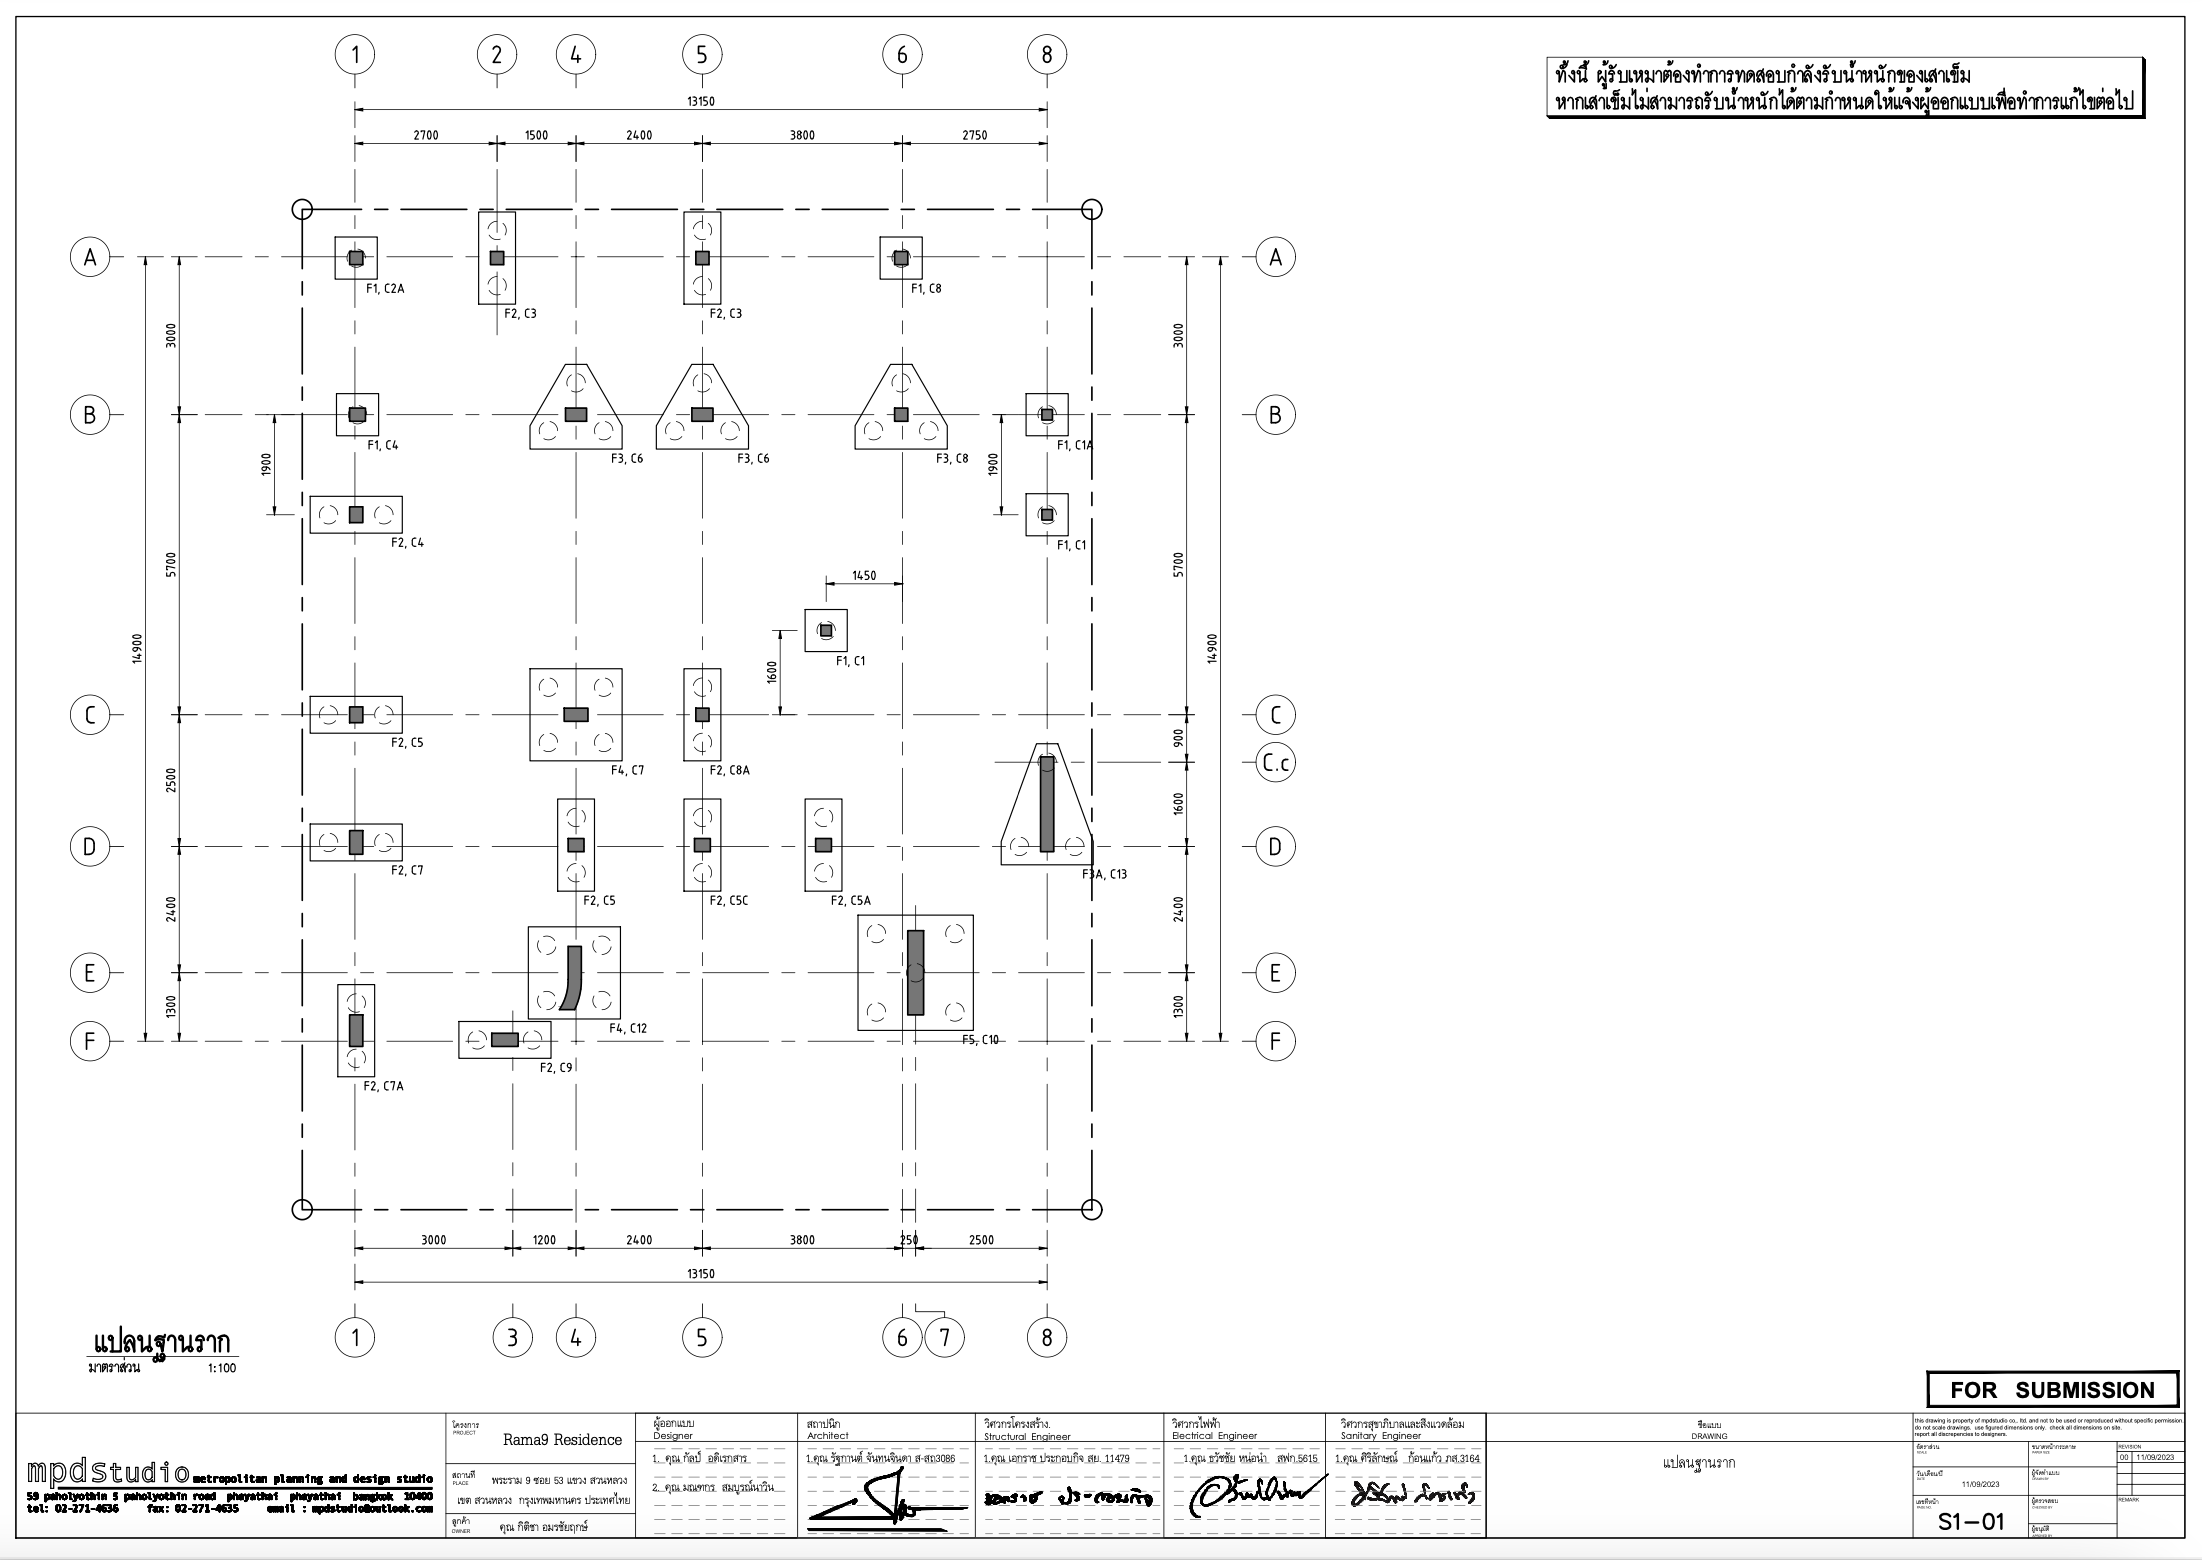 1 2 4 5 6 8
13150
2700 1500 2400 3800 2750
ทั้งนี้ ผู้รับเหมาต้องทำการทดสอบกำลังรับน้ำหนักของเสาเข็ม
หากเสาเข็มไม่สามารถรับน้ำหนักได้ตามกำหนดให้แจ้งผู้ออกแบบเพื่อทำการแก้ไขต่อไป
A A
F1, C2A
F2, C3
F2, C3
F1, C8
3000 3000
B B
F1, C4
F3, C6
F3, C6
F3, C8
F1, C1A
1900 1900
F2, C4
F1, C1
5700 5700
1450
F1, C1
1600
14900 14900
C C
F2, C5
F4, C7
F2, C8A
900
C.c
2500
1600
D D
F2, C7
F3A, C13
F2, C5
F2, C5C
F2, C5A
2400 2400
E E
1300 1300
F4, C12
F5, C10
F F
F2, C9
F2, C7A
3000 1200 2400 3800 250 2500
13150
1 3 4 5 6 7 8
แปลนฐานราก
มาตราส่วน 1:100
FOR SUBMISSION
mpdstudio metropolitan planning and design studio
59 paholyothin 5 paholyothin road phayathai phayathai bangkok 10400
tel: 02-271-4636 fax: 02-271-4635 email : mpdstudio@outlook.com
โครงการ
PROJECT
Rama9 Residence
สถานที่
PLACE
พระราม 9 ซอย 53 แขวง สวนหลวง
เขต สวนหลวง กรุงเทพมหานคร ประเทศไทย
ลูกค้า
OWNER
คุณ กิติชา อมรชัยฤกษ์
ผู้ออกแบบ
Designer
1. คุณ กัลป์ อดิเรกสาร
2. คุณ มณฑกร สมบูรณ์นาวิน
สถาปนิก
Architect
1.คุณ รัฐกานต์ จันทนจินดา ส-สถ3086
วิศวกรโครงสร้าง.
Structural Engineer
1.คุณ เอกราช ประกอบกิจ สย. 11479
เอกราช ประกอบกิจ
วิศวกรไฟฟ้า
Electrical Engineer
1.คุณ ธวัชชัย หน่อนำ สฟก.5615
วิศวกรสุขาภิบาลและสิ่งแวดล้อม
Sanitary Engineer
1.คุณ ศิริลักษณ์ ก้อนแก้ว ภส.3164
ชื่อแบบ
DRAWING
แปลนฐานราก
this drawing is property of mpdstudio co., ltd. and not to be used or reproduced without specific permission.
do not scale drawings. use figured dimensions only. check all dimensions on site.
report all discrepencies to designers.
อัตราส่วน
SCALE
ขนาดหน้ากระดาษ
PAPER SIZE
REVISION
00 11/09/2023
วันเดือนปี
DATE
11/09/2023
ผู้จัดทำแบบ
DRAWN BY
เลขที่หน้า
PAGE NO.
S1-01
ผู้ตรวจสอบ
CHECKED BY
REMARK
ผู้อนุมัติ